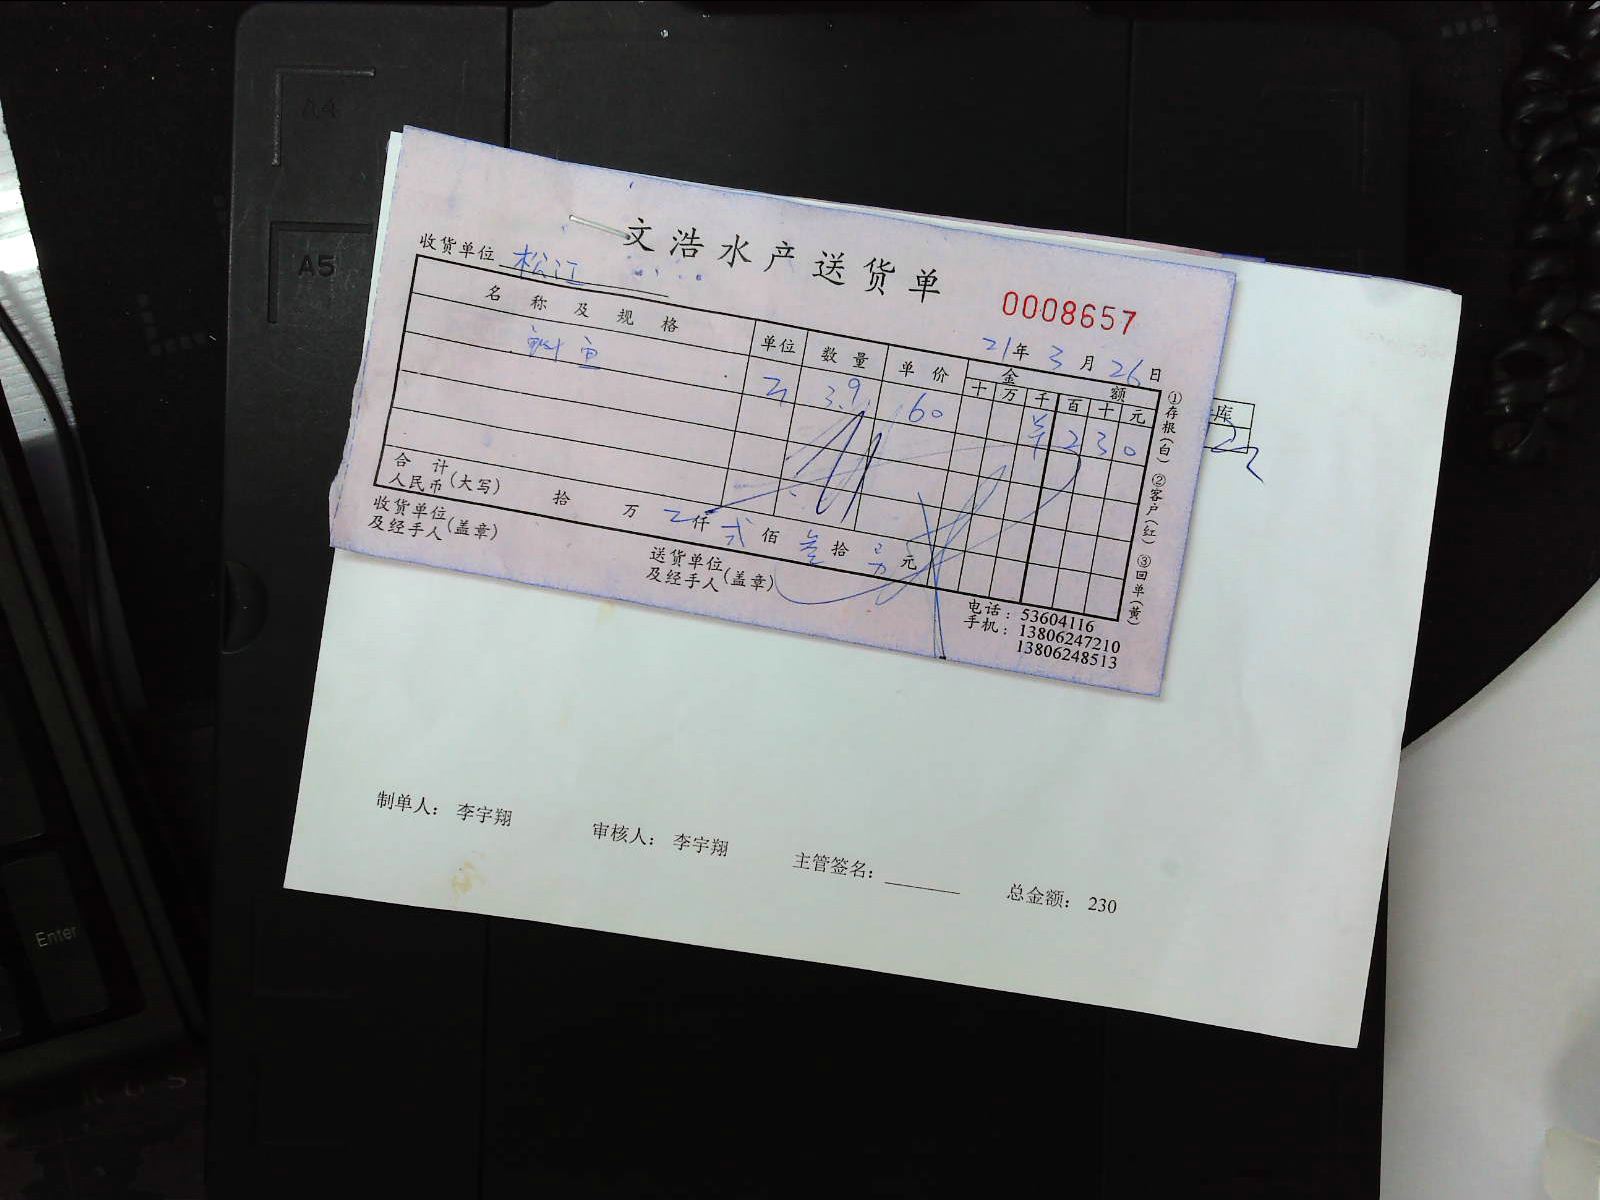 A4
A5
文浩水产送货单
收货单位 松江
0008657
21年 3月 26日
名称及规格 单位 数量 单价 金额
十 万 千 百 十 元
鱼 3.9 60 230
库
合计
人民币(大写) 拾 万 仟 弍佰 叁拾 元
收货单位
及经手人(盖章)
送货单位
及经手人(盖章)
电话：53604116
手机：13806247210
13806248513
①存根(白) ②客户(红) ③回单(黄)
制单人： 李宇翔 审核人： 李宇翔 主管签名： 总金额： 230
Enter